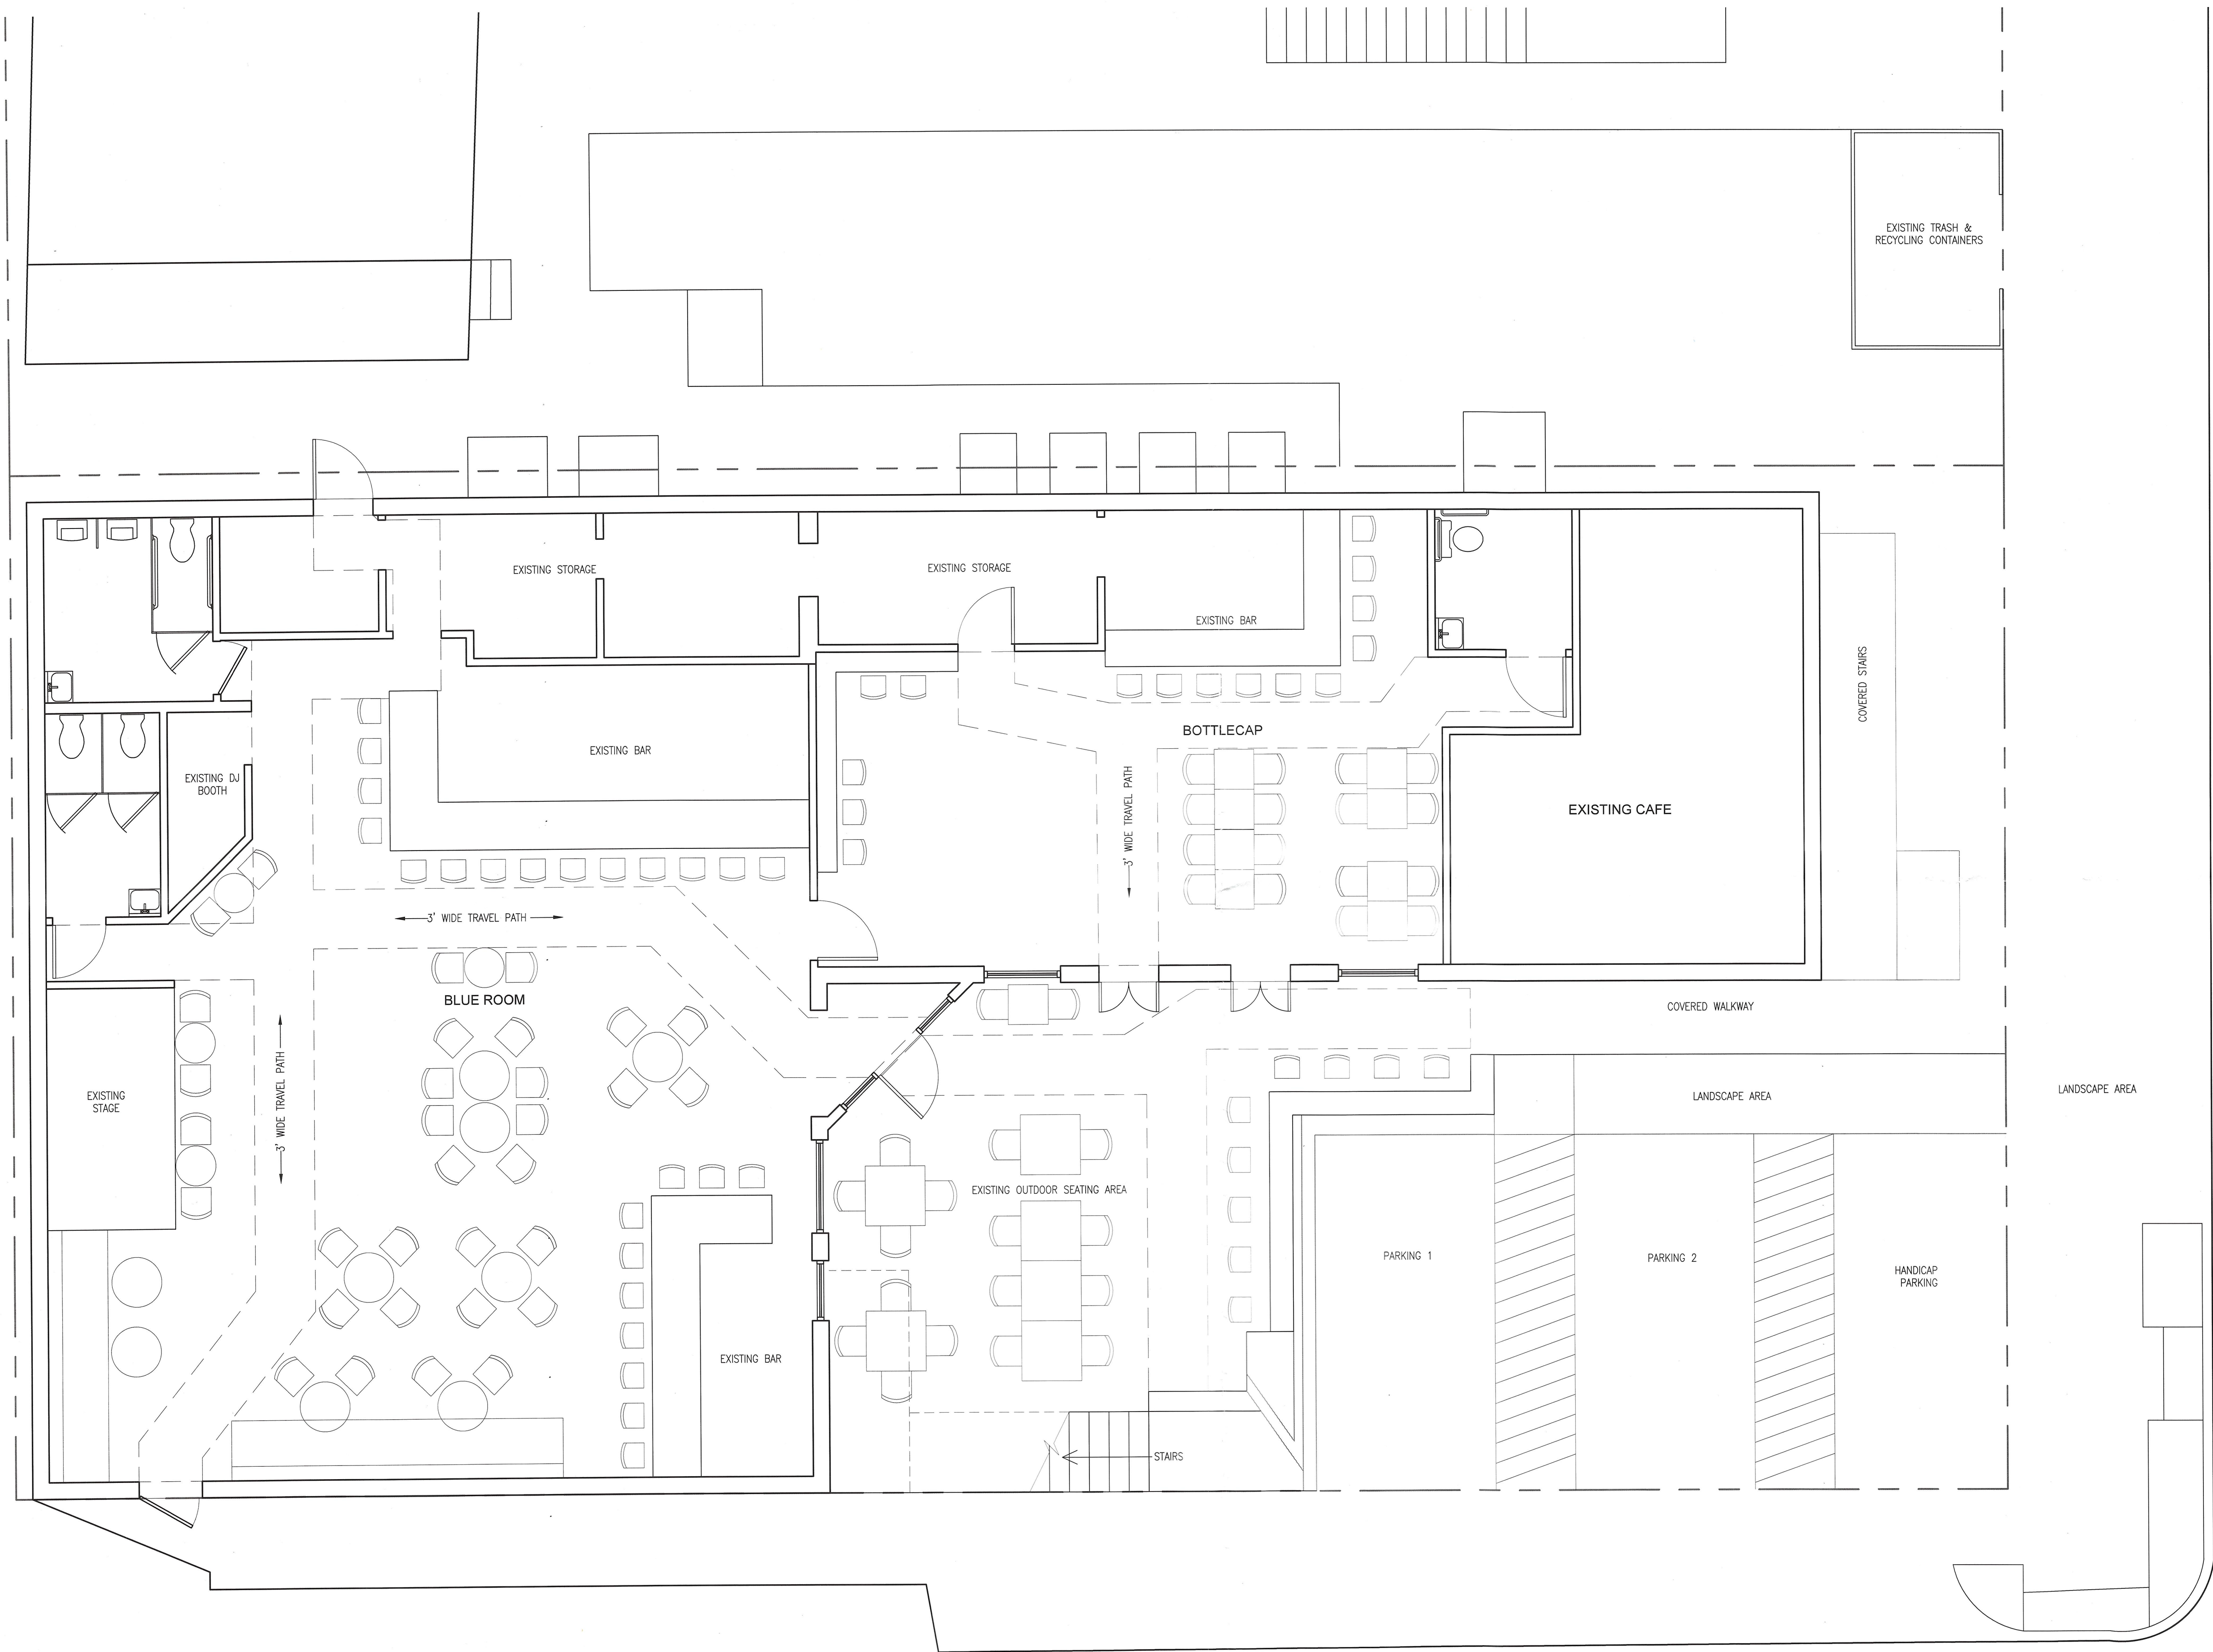 EXISTING TRASH &
RECYCLING CONTAINERS
EXISTING STORAGE
EXISTING STORAGE
EXISTING BAR
COVERED STAIRS
BOTTLECAP
EXISTING BAR
EXISTING DJ
BOOTH
3' WIDE TRAVEL PATH
EXISTING CAFE
3' WIDE TRAVEL PATH
BLUE ROOM
COVERED WALKWAY
EXISTING
STAGE
3' WIDE TRAVEL PATH
LANDSCAPE AREA
LANDSCAPE AREA
EXISTING OUTDOOR SEATING AREA
PARKING 1
PARKING 2
HANDICAP
PARKING
EXISTING BAR
STAIRS